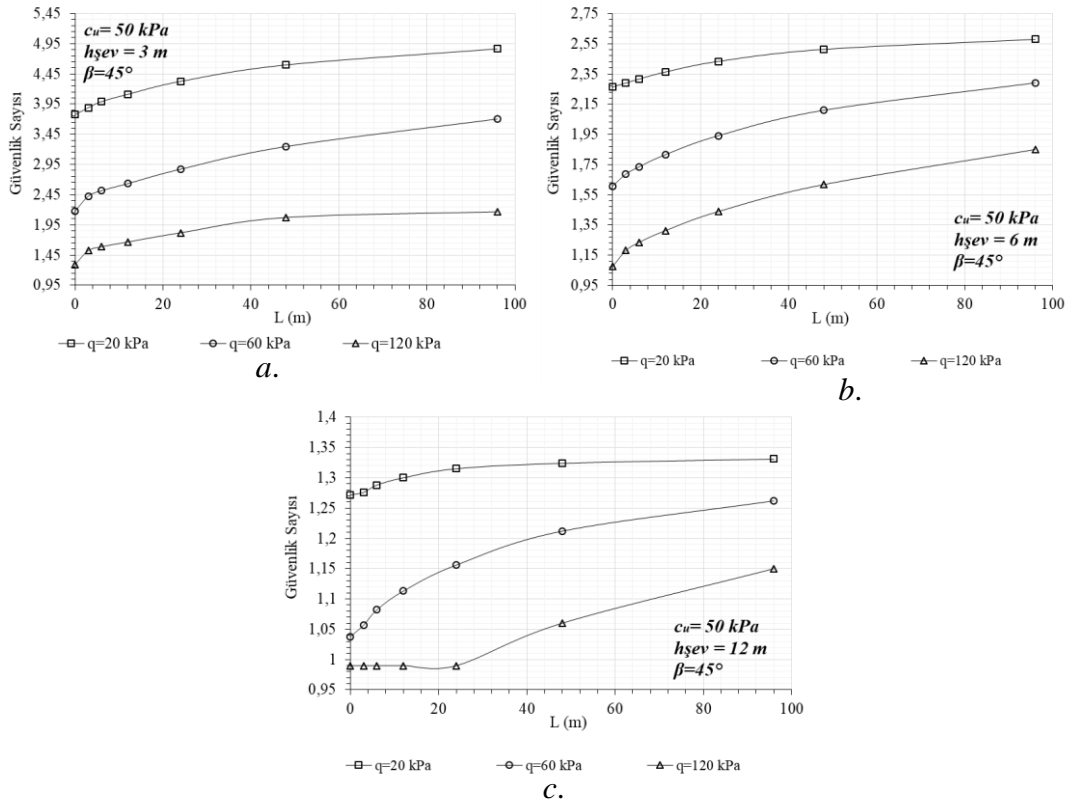 5,45
4,95
4,45
3,95
3,45
2,95
2,45
1,95
1,45
0,95
Güvenlik Sayısı
cu= 50 kPa
hşev = 3 m
β=45°
0 20 40 60 80 100
L (m)
q=20 kPa q=60 kPa q=120 kPa
a.
2,75
2,55
2,35
2,15
1,95
1,75
1,55
1,35
1,15
0,95
Güvenlik Sayısı
cu= 50 kPa
hşev = 6 m
β=45°
0 20 40 60 80 100
L (m)
q=20 kPa q=60 kPa q=120 kPa
b.
1,4
1,35
1,3
1,25
1,2
1,15
1,1
1,05
1
0,95
Güvenlik Sayısı
cu= 50 kPa
hşev = 12 m
β=45°
0 20 40 60 80 100
L (m)
q=20 kPa q=60 kPa q=120 kPa
c.